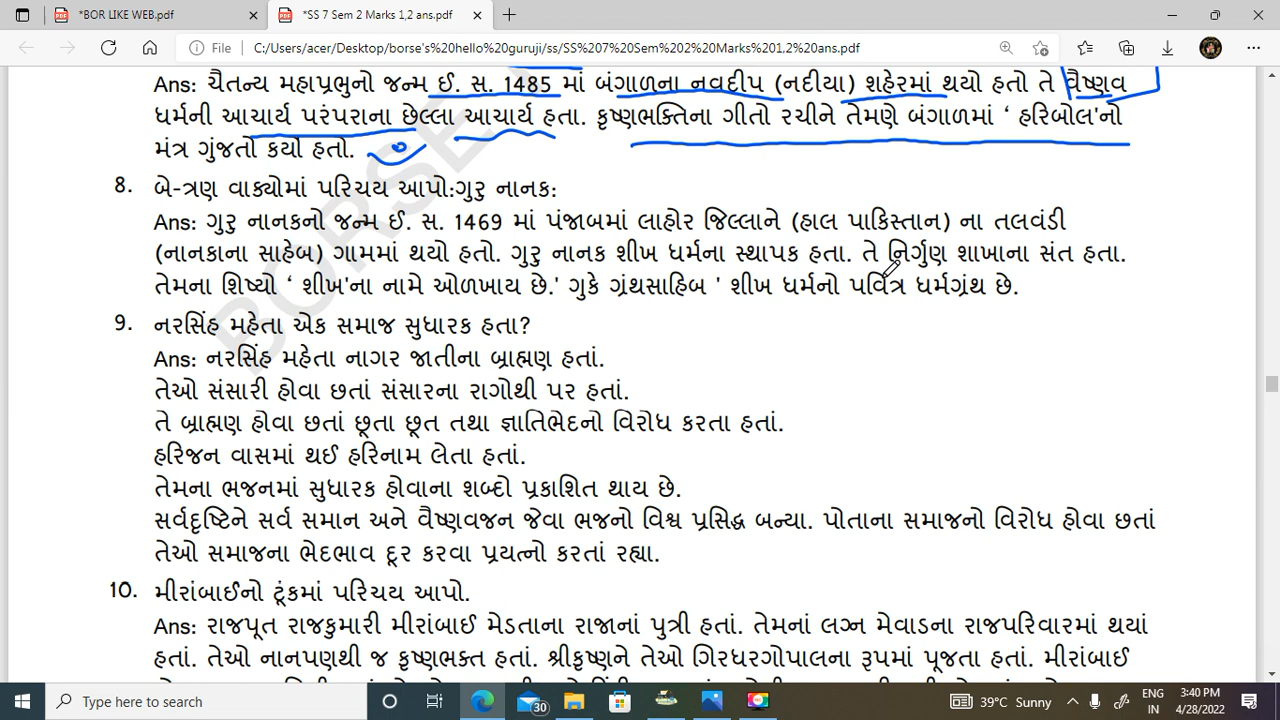 *BOR LIKE WEB.pdf
*SS 7 Sem 2 Marks 1,2 ans.pdf
File C:/Users/acer/Desktop/borse's%20hello%20guruji/ss/SS%207%20Sem%202%20Marks%201,2%20ans.pdf
Ans: ચૈતન્ય મહાપ્રભુનો જન્મ ઈ. સ. 1485 માં બંગાળના નવદીપ (નદીયા) શહેરમાં થયો હતો તે વૈષ્ણવ
ધર્મની આચાર્ય પરંપરાના છેલ્લા આચાર્ય હતા. કૃષ્ણભક્તિના ગીતો રચીને તેમણે બંગાળમાં ‘ હરિબોલ'નો
મંત્ર ગુંજતો કર્યો હતો.
8. બે-ત્રણ વાક્યોમાં પરિચય આપો:ગુરુ નાનક:
Ans: ગુરુ નાનકનો જન્મ ઈ. સ. 1469 માં પંજાબમાં લાહોર જિલ્લાને (હાલ પાકિસ્તાન) ના તલવંડી
(નાનકાના સાહેબ) ગામમાં થયો હતો. ગુરુ નાનક શીખ ધર્મના સ્થાપક હતા. તે નિર્ગુણ શાખાના સંત હતા.
તેમના શિષ્યો ‘ શીખ'ના નામે ઓળખાય છે.' ગુકે ગ્રંથસાહિબ ' શીખ ધર્મનો પવિત્ર ધર્મગ્રંથ છે.
9. નરસિંહ મહેતા એક સમાજ સુધારક હતા?
Ans: નરસિંહ મહેતા નાગર જાતીના બ્રાહ્મણ હતાં.
તેઓ સંસારી હોવા છતાં સંસારના રાગોથી પર હતાં.
તે બ્રાહ્મણ હોવા છતાં છૂતા છૂત તથા જ્ઞાતિભેદનો વિરોધ કરતા હતાં.
હરિજન વાસમાં થઈ હરિનામ લેતા હતાં.
તેમના ભજનમાં સુધારક હોવાના શબ્દો પ્રકાશિત થાય છે.
સર્વદૃષ્ટિને સર્વ સમાન અને વૈષ્ણવજન જેવા ભજનો વિશ્વ પ્રસિદ્ધ બન્યા. પોતાના સમાજનો વિરોધ હોવા છતાં
તેઓ સમાજના ભેદભાવ દૂર કરવા પ્રયત્નો કરતાં રહ્યા.
10. મીરાંબાઈનો ટૂંકમાં પરિચય આપો.
Ans: રાજપૂત રાજકુમારી મીરાંબાઈ મેડતાના રાજાનાં પુત્રી હતાં. તેમનાં લગ્ન મેવાડના રાજપરિવારમાં થયાં
હતાં. તેઓ નાનપણથી જ કૃષ્ણભક્ત હતાં. શ્રીકૃષ્ણને તેઓ ગિરધરગોપાલના રૂપમાં પૂજતા હતાં. મીરાંબાઈ
Type here to search
30
39°C Sunny
ENG
IN
3:40 PM
4/28/2022